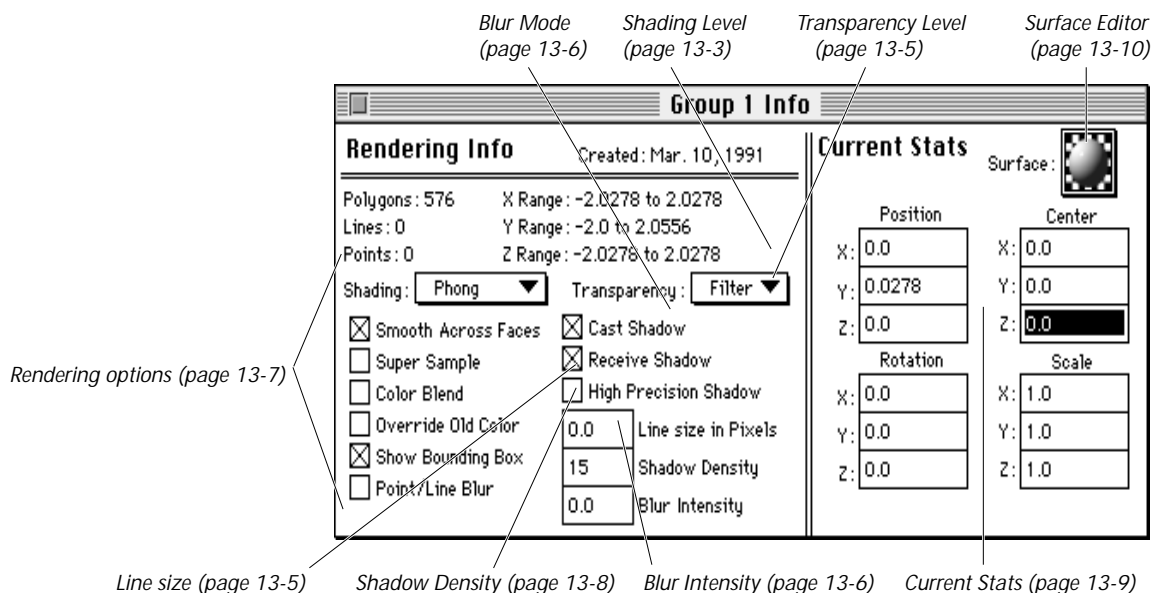 Blur Mode
(page 13-6)
Shading Level
(page 13-3)
Transparency Level
(page 13-5)
Surface Editor
(page 13-10)
Group 1 Info
Rendering Info
Created: Mar. 10, 1991
Polygons: 576
X Range: -2.0278 to 2.0278
Lines: 0
Y Range: -2.0 to 2.0556
Points: 0
Z Range: -2.0278 to 2.0278
Shading: Phong
Transparency: Filter
Smooth Across Faces
Cast Shadow
Super Sample
Receive Shadow
Color Blend
High Precision Shadow
Override Old Color
0.0 Line size in Pixels
Show Bounding Box
15 Shadow Density
Point/Line Blur
0.0 Blur Intensity
Current Stats
Surface:
Position
X: 0.0
Y: 0.0278
Z: 0.0
Center
X: 0.0
Y: 0.0
Z: 0.0
Rotation
X: 0.0
Y: 0.0
Z: 0.0
Scale
X: 1.0
Y: 1.0
Z: 1.0
Rendering options (page 13-7)
Line size (page 13-5)
Shadow Density (page 13-8)
Blur Intensity (page 13-6)
Current Stats (page 13-9)